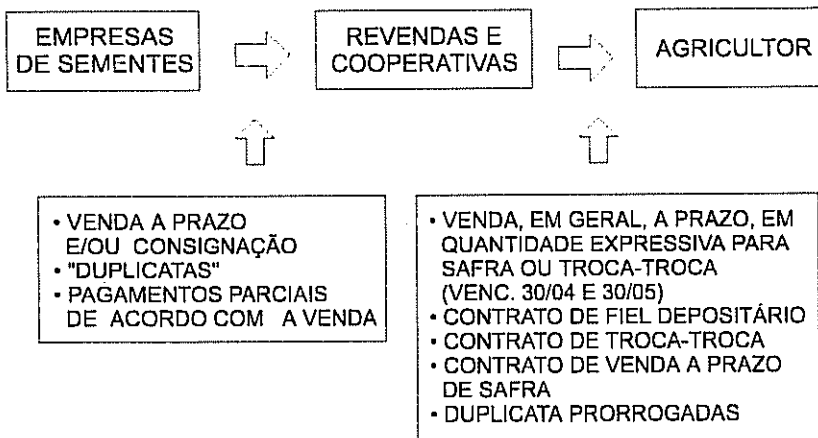 EMPRESAS
DE SEMENTES
REVENDAS E
COOPERATIVAS
AGRICULTOR
• VENDA A PRAZO
E/OU CONSIGNAÇÃO
• "DUPLICATAS"
• PAGAMENTOS PARCIAIS
DE ACORDO COM A VENDA
• VENDA, EM GERAL, A PRAZO, EM
QUANTIDADE EXPRESSIVA PARA
SAFRA OU TROCA-TROCA
(VENC. 30/04 E 30/05)
• CONTRATO DE FIEL DEPOSITÁRIO
• CONTRATO DE TROCA-TROCA
• CONTRATO DE VENDA A PRAZO
DE SAFRA
• DUPLICATA PRORROGADAS